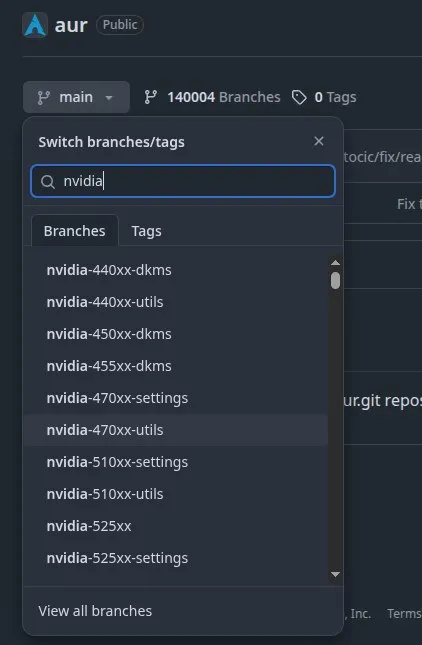 aur Public
main 140004 Branches 0 Tags
Switch branches/tags
tocic/fix/rea
nvidia
Fix t
Branches Tags
nvidia-440xx-dkms
nvidia-440xx-utils
nvidia-450xx-dkms
nvidia-455xx-dkms
nvidia-470xx-settings
ur.git repos
nvidia-470xx-utils
nvidia-510xx-settings
nvidia-510xx-utils
nvidia-525xx
nvidia-525xx-settings
View all branches
, Inc. Terms